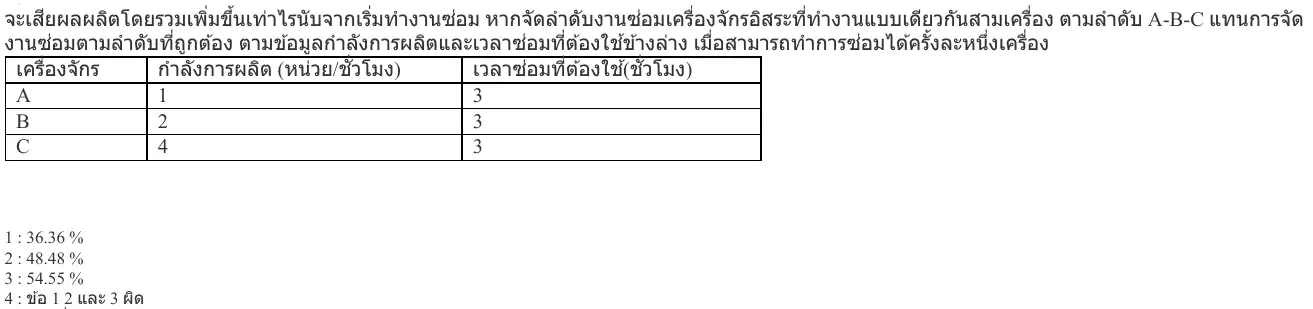 จะเสียผลผลิตโดยรวมเพิ่มขึ้นเท่าไรนับจากเริ่มทำงานซ่อม หากจัดลำดับงานซ่อมเครื่องจักรอิสระที่ทำงานแบบเดียวกันสามเครื่อง ตามลำดับ A-B-C แทนการจัด
งานซ่อมตามลำดับที่ถูกต้อง ตามข้อมูลกำลังการผลิตและเวลาซ่อมที่ต้องใช้ข้างล่าง เมื่อสามารถทำการซ่อมได้ครั้งละหนึ่งเครื่อง
เครื่องจักร กำลังการผลิต (หน่วย/ชั่วโมง) เวลาซ่อมที่ต้องใช้(ชั่วโมง)
A 1 3
B 2 3
C 4 3
1 : 36.36 %
2 : 48.48 %
3 : 54.55 %
4 : ข้อ 1 2 และ 3 ผิด